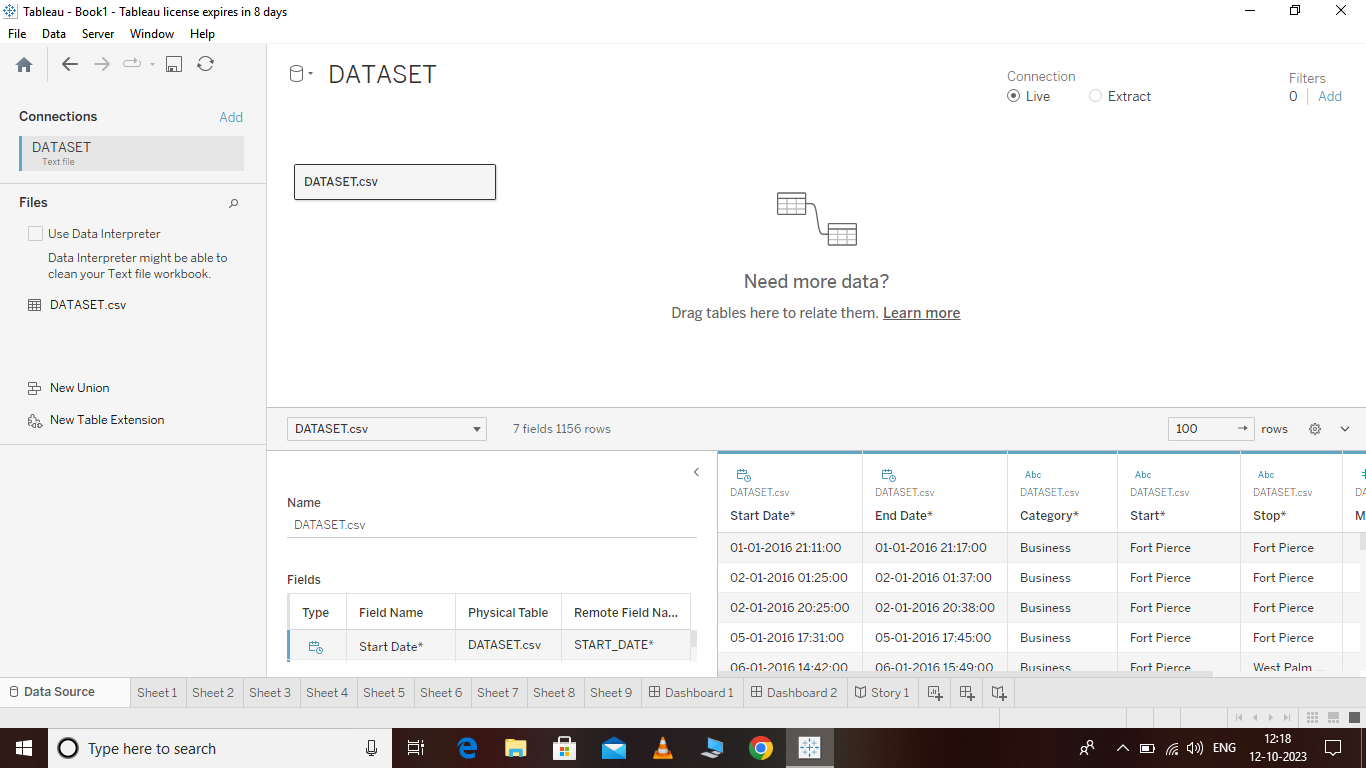 Tableau - Book1 - Tableau license expires in 8 days
File Data Server Window Help
DATASET
Connection
Live Extract
Filters
0 Add
Connections Add
DATASET
Text file
Files
Use Data Interpreter
Data Interpreter might be able to
clean your Text file workbook.
DATASET.csv
New Union
New Table Extension
DATASET.csv
Need more data?
Drag tables here to relate them. Learn more
DATASET.csv 7 fields 1156 rows 100 rows
Name
DATASET.csv
Fields
Type Field Name Physical Table Remote Field Na...
Start Date* DATASET.csv START_DATE*
Abc Abc Abc
DATASET.csv DATASET.csv DATASET.csv DATASET.csv DATASET.csv DA
Start Date* End Date* Category* Start* Stop* M
01-01-2016 21:11:00 01-01-2016 21:17:00 Business Fort Pierce Fort Pierce
02-01-2016 01:25:00 02-01-2016 01:37:00 Business Fort Pierce Fort Pierce
02-01-2016 20:25:00 02-01-2016 20:38:00 Business Fort Pierce Fort Pierce
05-01-2016 17:31:00 05-01-2016 17:45:00 Business Fort Pierce Fort Pierce
06-01-2016 14:42:00 06-01-2016 15:49:00 Business Fort Pierce West Palm ...
Data Source Sheet 1 Sheet 2 Sheet 3 Sheet 4 Sheet 5 Sheet 6 Sheet 7 Sheet 8 Sheet 9 Dashboard 1 Dashboard 2 Story 1
Type here to search
ENG
12:18
12-10-2023